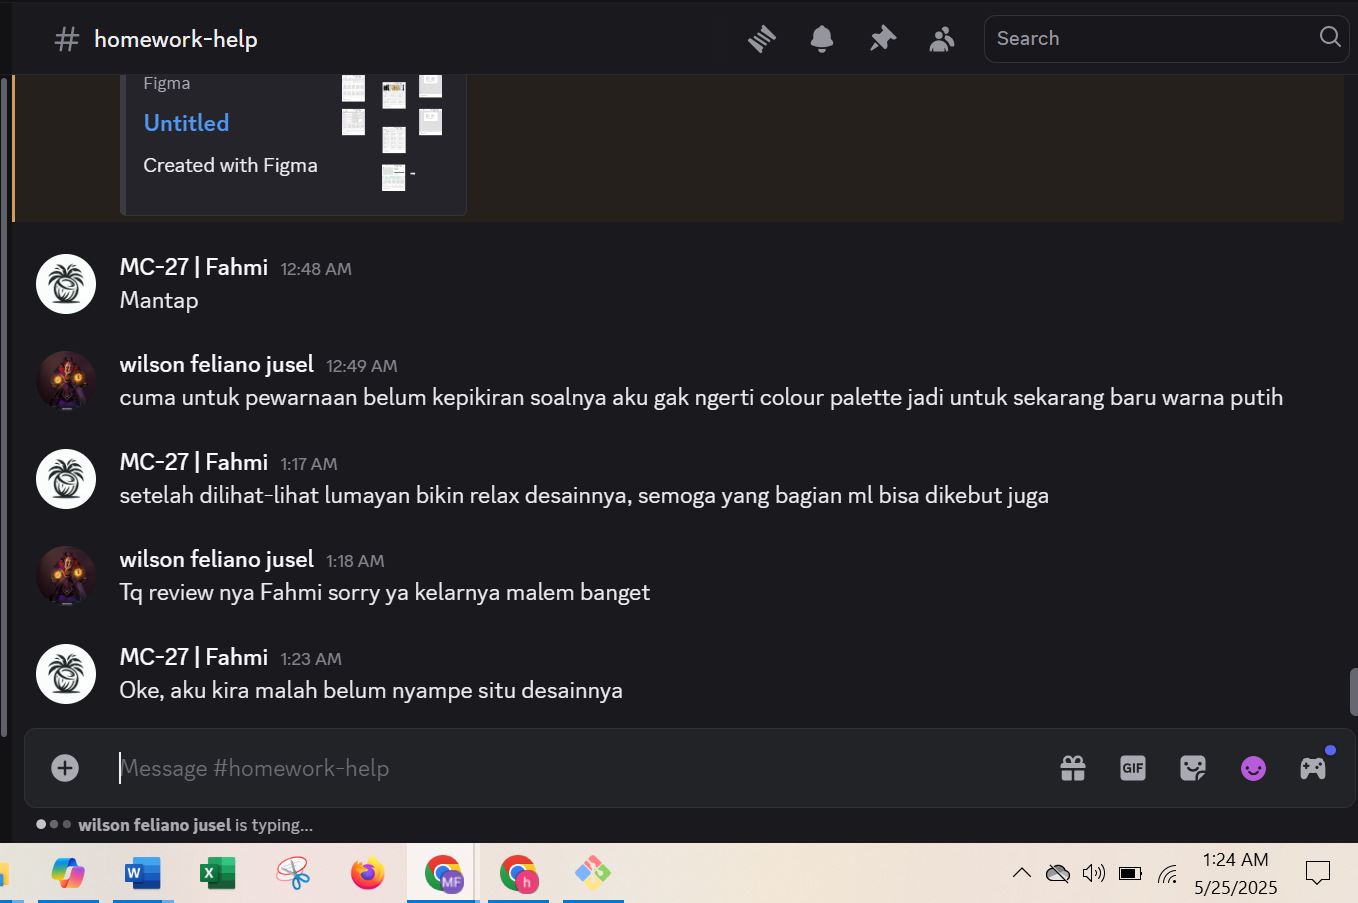 homework-help
Search
Figma
Untitled
Created with Figma
MC-27 | Fahmi 12:48 AM
Mantap
wilson feliano jusel 12:49 AM
cuma untuk pewarnaan belum kepikiran soalnya aku gak ngerti colour palette jadi untuk sekarang baru warna putih
MC-27 | Fahmi 1:17 AM
setelah dilihat-lihat lumayan bikin relax desainnya, semoga yang bagian ml bisa dikebut juga
wilson feliano jusel 1:18 AM
Tq review nya Fahmi sorry ya kelarnya malem banget
MC-27 | Fahmi 1:23 AM
Oke, aku kira malah belum nyampe situ desainnya
Message #homework-help
GIF
wilson feliano jusel is typing...
W
X
MF
h
1:24 AM
5/25/2025